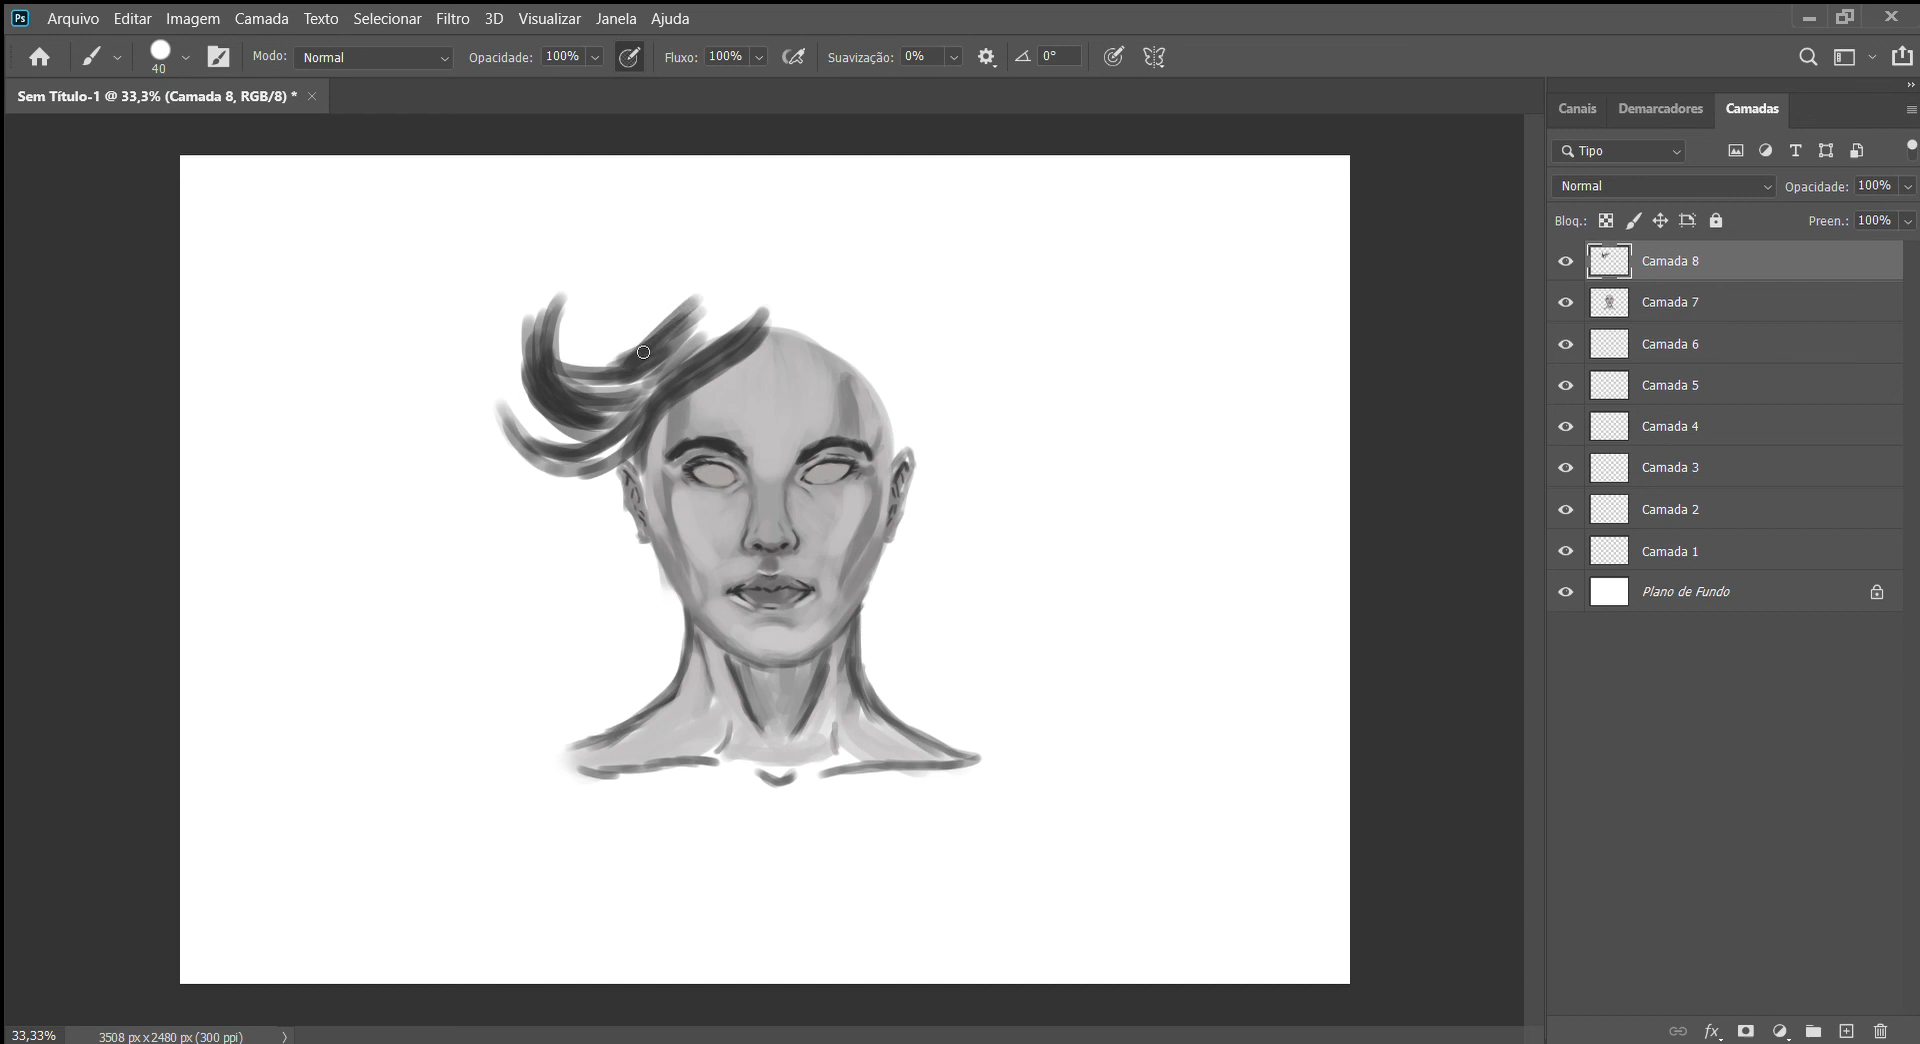 Ps Arquivo Editar Imagem Camada Texto Selecionar Filtro 3D Visualizar Janela Ajuda
40 Modo: Normal Opacidade: 100% Fluxo: 100% Suavização: 0% 0°
Sem Título-1 @ 33,3% (Camada 8, RGB/8) *
Canais Demarcadores Camadas
Tipo
Normal Opacidade: 100%
Bloq.: Preen.: 100%
Camada 8
Camada 7
Camada 6
Camada 5
Camada 4
Camada 3
Camada 2
Camada 1
Plano de Fundo
33,33% 3508 px x 2480 px (300 ppi)
fx